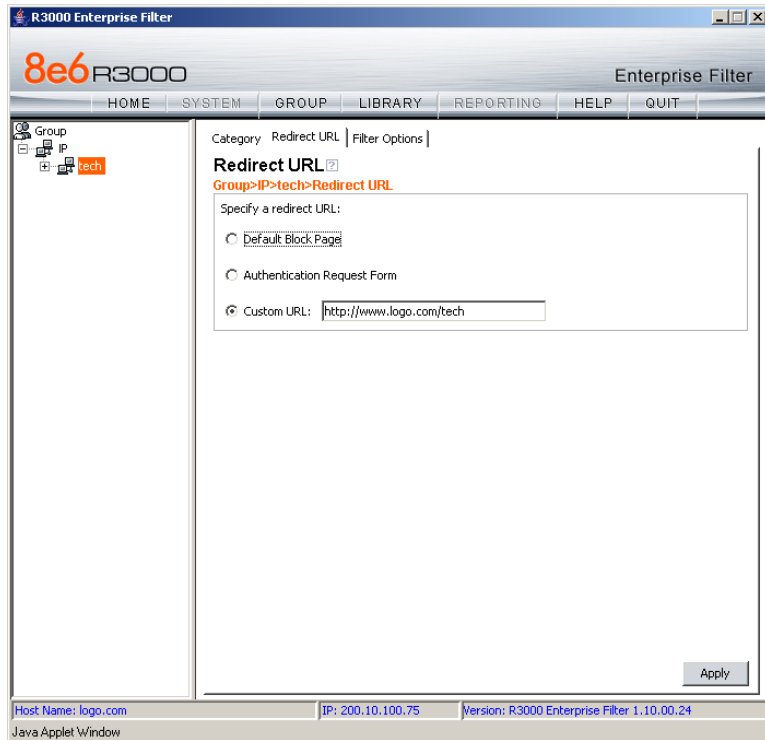 R3000 Enterprise Filter
8e6 R3000
Enterprise Filter
HOME SYSTEM GROUP LIBRARY REPORTING HELP QUIT
Group
IP
tech
Category Redirect URL Filter Options
Redirect URL ?
Group>IP>tech>Redirect URL
Specify a redirect URL:
Default Block Page
Authentication Request Form
Custom URL: http://www.logo.com/tech
Apply
Host Name: logo.com IP: 200.10.100.75 Version: R3000 Enterprise Filter 1.10.00.24
Java Applet Window